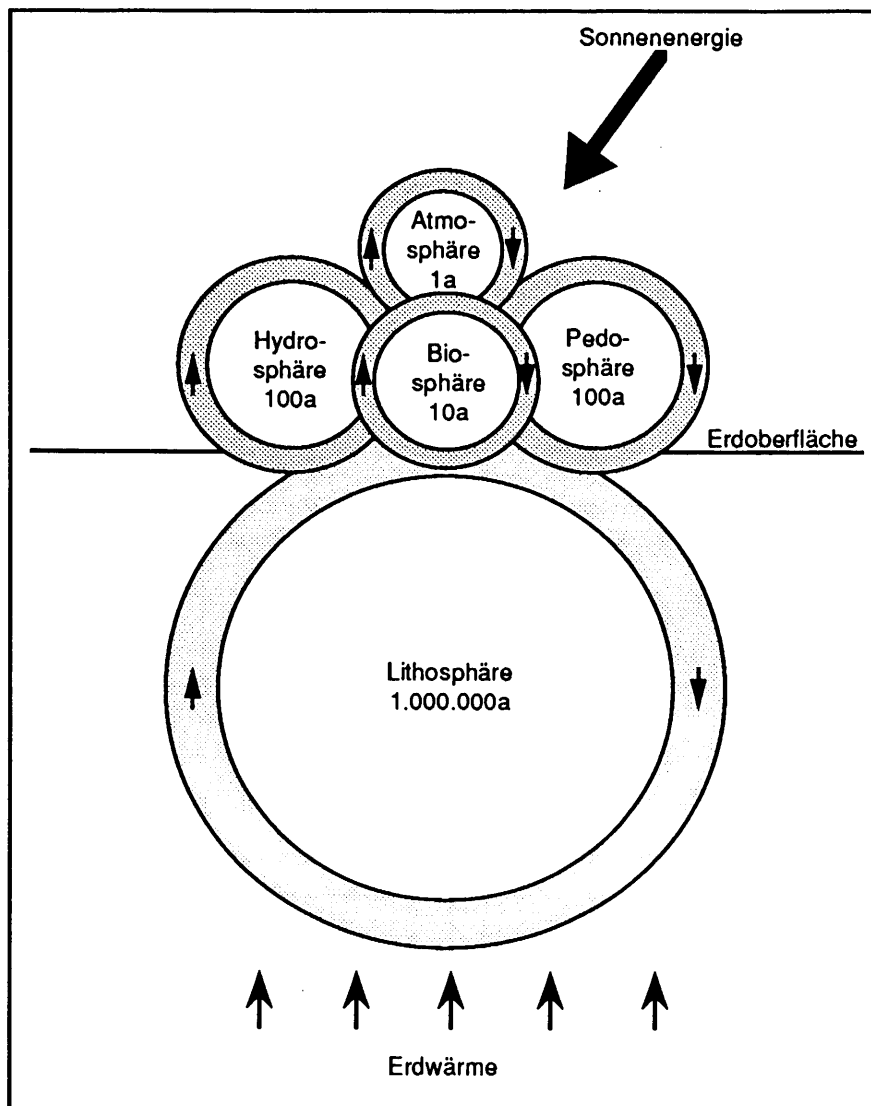 Sonnenenergie
Atmo-
sphäre
1a
Hydro-
sphäre
100a
Bio-
sphäre
10a
Pedo-
sphäre
100a
Erdoberfläche
Lithosphäre
1.000.000a
Erdwärme